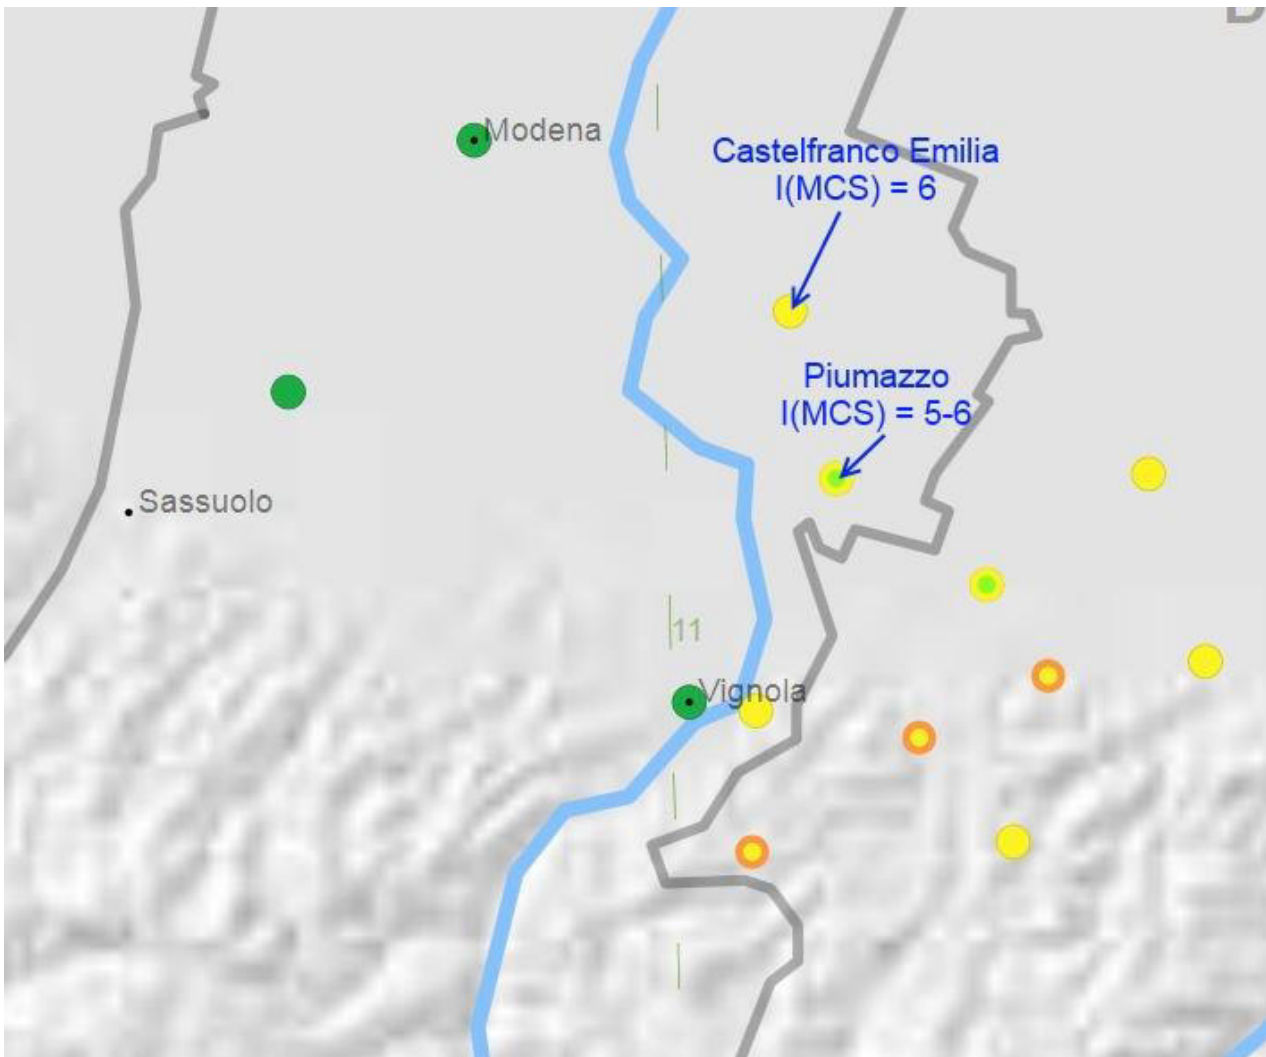 Modena
Castelfranco Emilia
I(MCS) = 6
Piumazzo
I(MCS) = 5-6
Sassuolo
11
Vignola